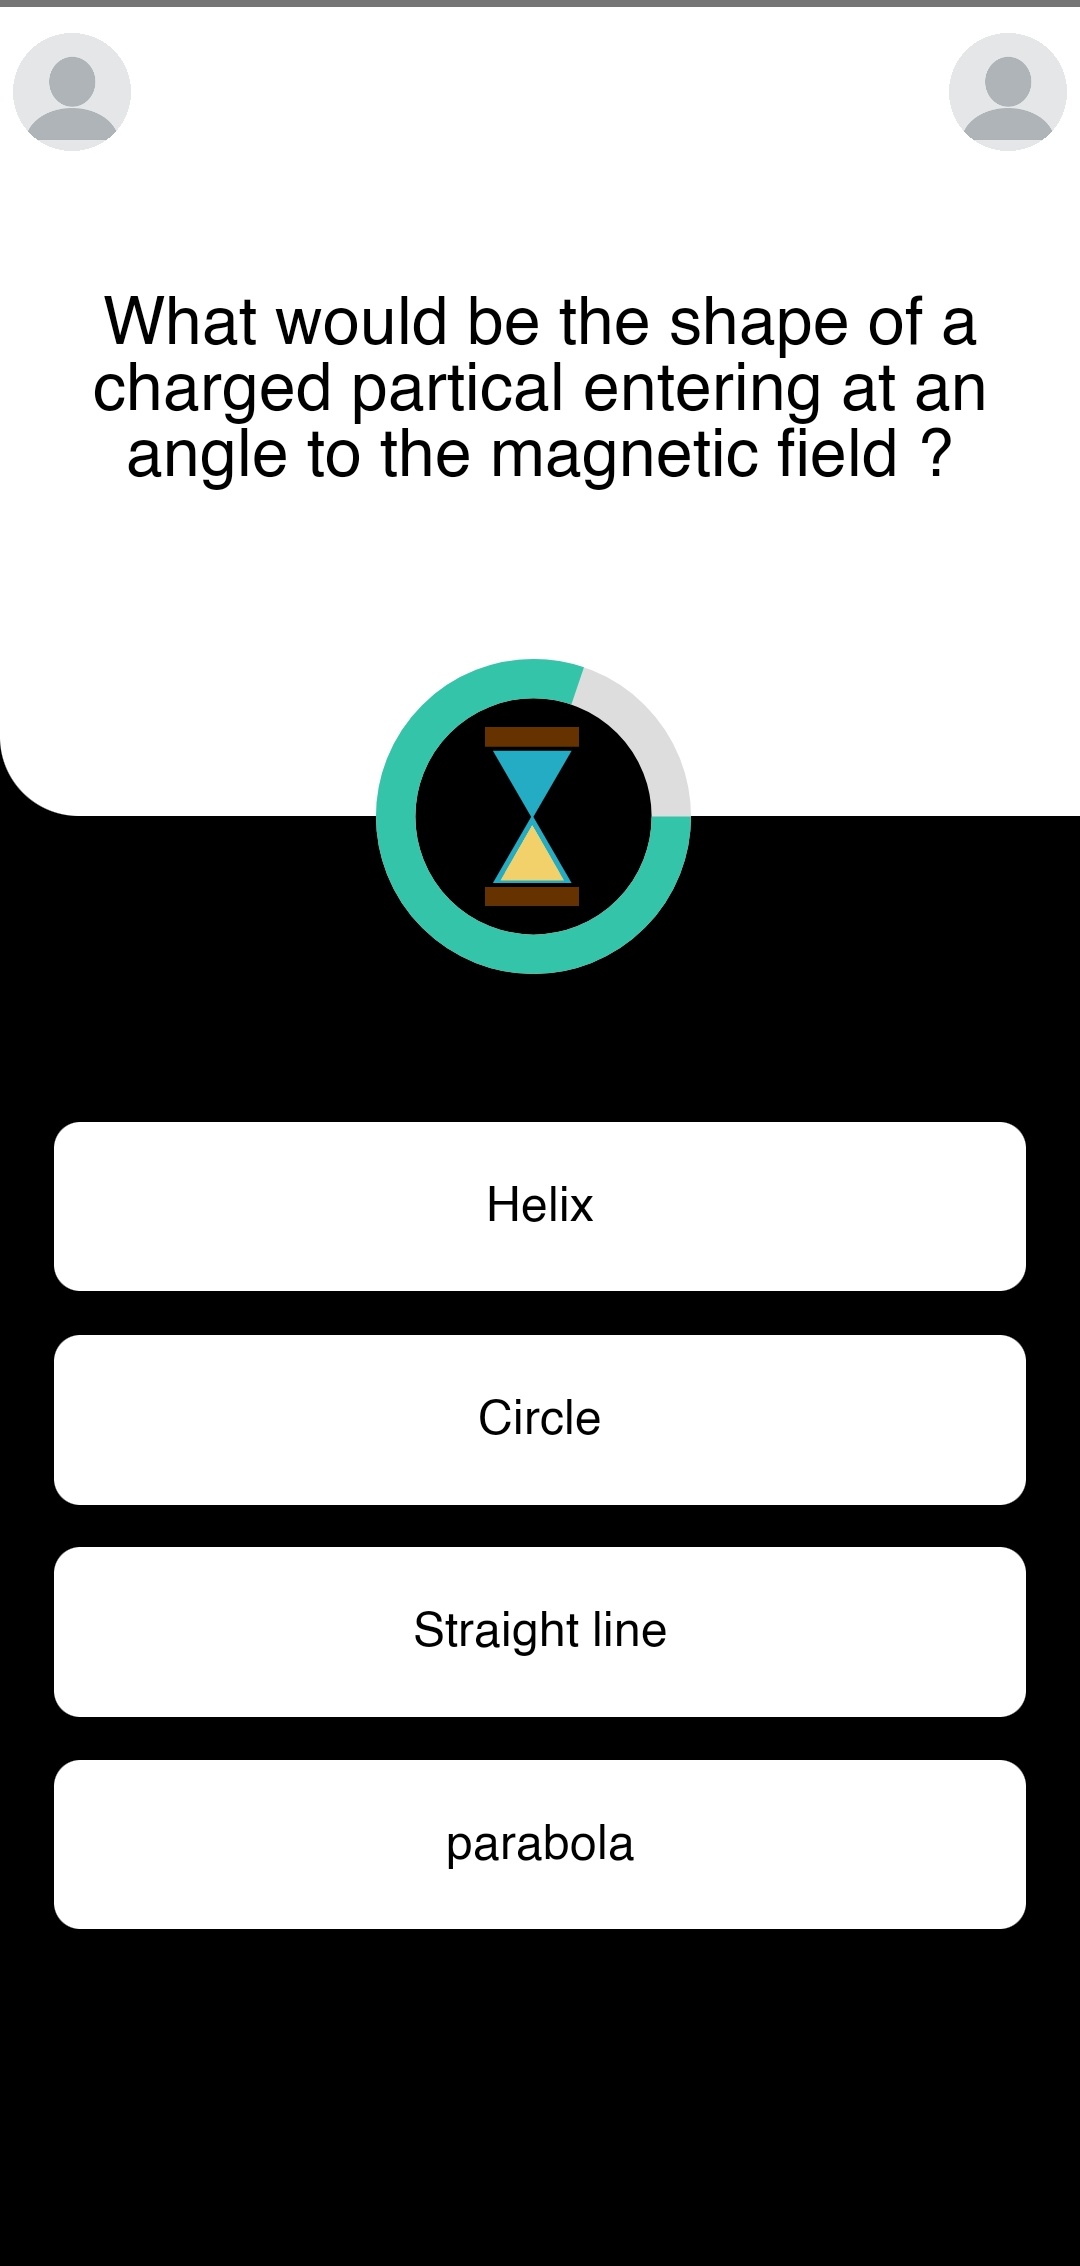 What would be the shape of a
charged partical entering at an
angle to the magnetic field ?
Helix
Circle
Straight line
parabola